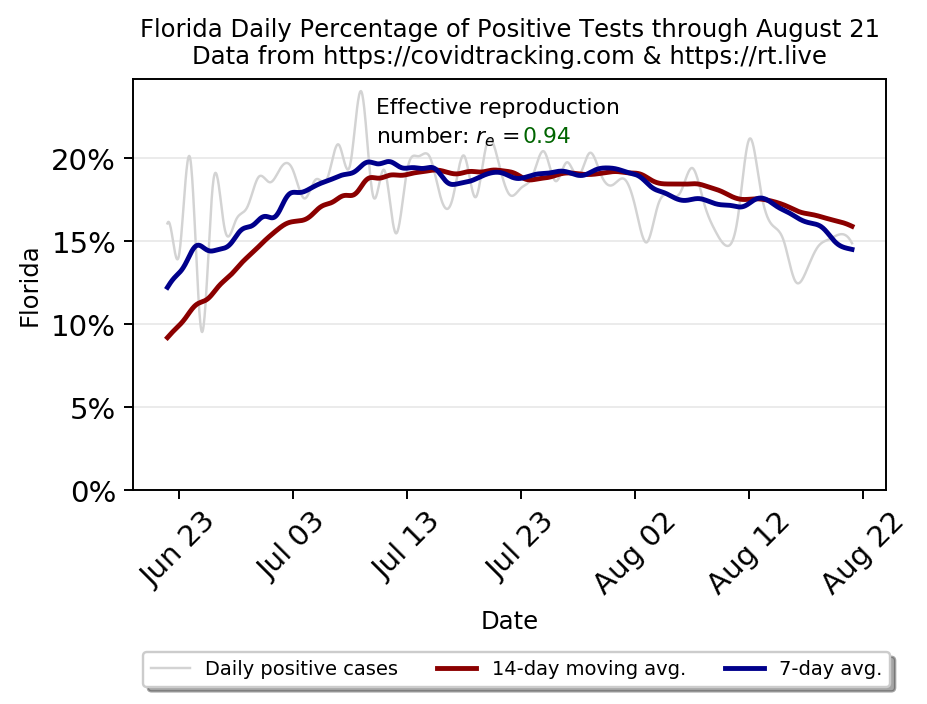 Florida Daily Percentage of Positive Tests through August 21
Data from https://covidtracking.com & https://rt.live
Effective reproduction
number: rₑ =0.94
20%
15%
10%
5%
0%
Florida
Jun 23
Jul 03
Jul 13
Jul 23
Aug 02
Aug 12
Aug 22
Date
Daily positive cases
14-day moving avg.
7-day avg.